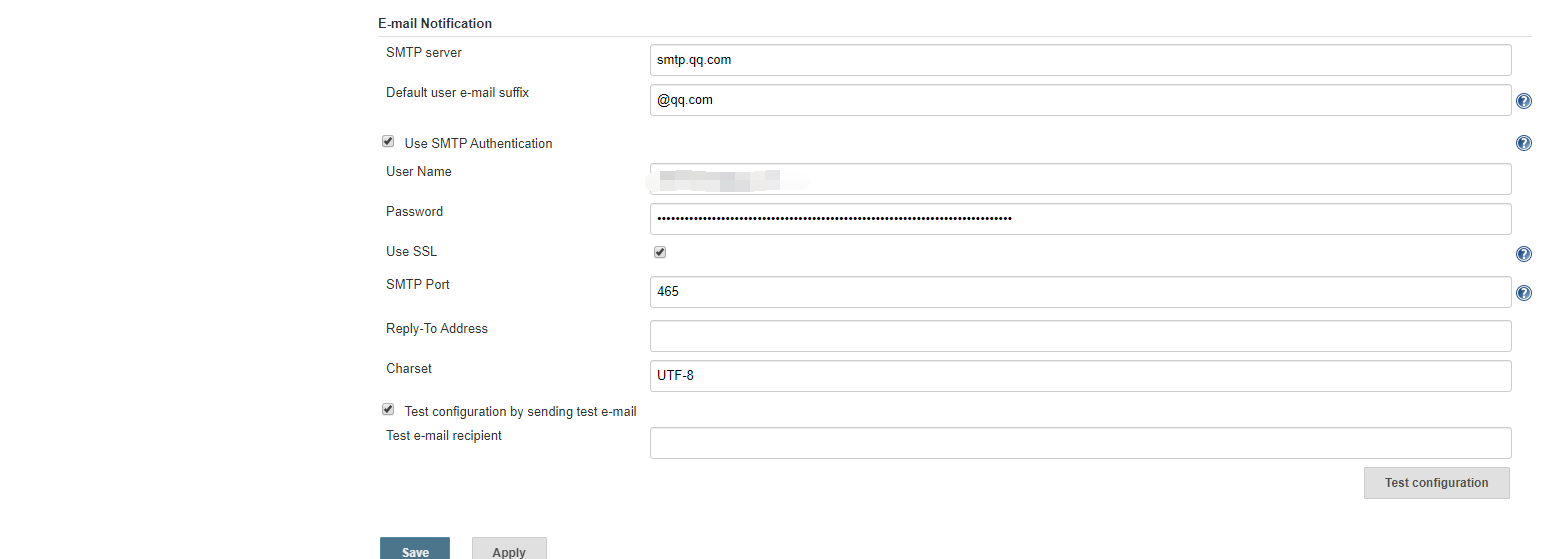 E-mail Notification
SMTP server
smtp.qq.com
Default user e-mail suffix
@qq.com
Use SMTP Authentication
User Name
Password
••••••••••••••••••••••••••••••••••••••••••••••••••••••••••••••••••••••••••••••
Use SSL
SMTP Port
465
Reply-To Address
Charset
UTF-8
Test configuration by sending test e-mail
Test e-mail recipient
Test configuration
Save Apply